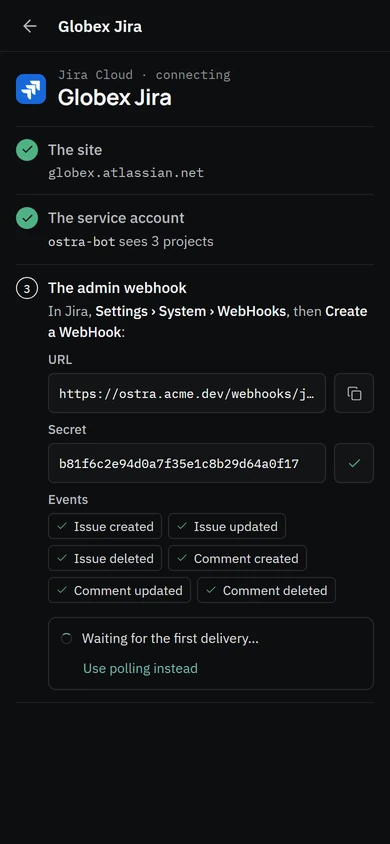 Globex Jira
Jira Cloud · connecting
Globex Jira
The site
globex.atlassian.net
The service account
ostra-bot sees 3 projects
3 The admin webhook
In Jira, Settings › System › WebHooks, then Create
a WebHook:
URL
https://ostra.acme.dev/webhooks/j…
Secret
b81f6c2e94d0a7f35e1c8b29d64a0f17
Events
Issue created Issue updated
Issue deleted Comment created
Comment updated Comment deleted
Waiting for the first delivery…
Use polling instead